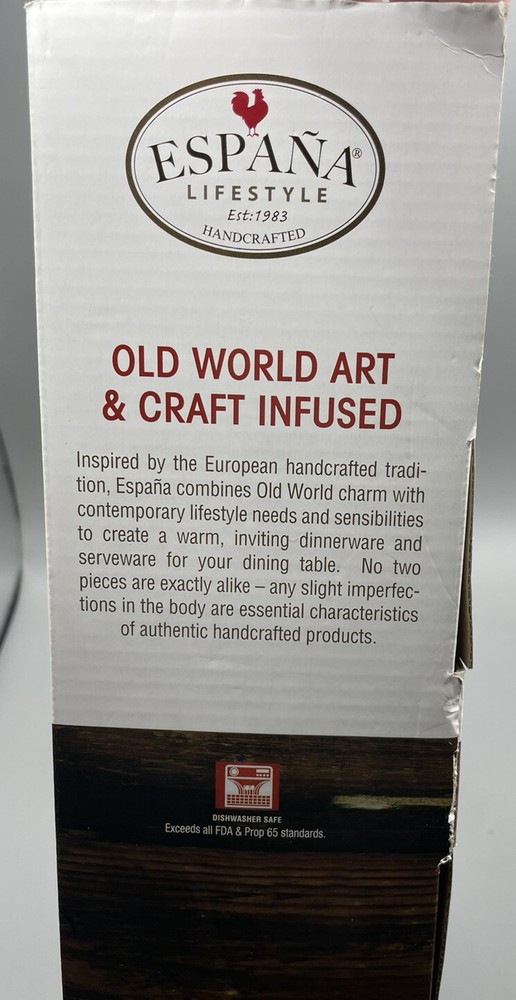 ESPAÑA®
LIFESTYLE
Est:1983
HANDCRAFTED
OLD WORLD ART
& CRAFT INFUSED
Inspired by the European handcrafted tradi-
tion, España combines Old World charm with
contemporary lifestyle needs and sensibilities
to create a warm, inviting dinnerware and
serveware for your dining table. No two
pieces are exactly alike – any slight imperfec-
tions in the body are essential characteristics
of authentic handcrafted products.
DISHWASHER SAFE
Exceeds all FDA & Prop 65 standards.